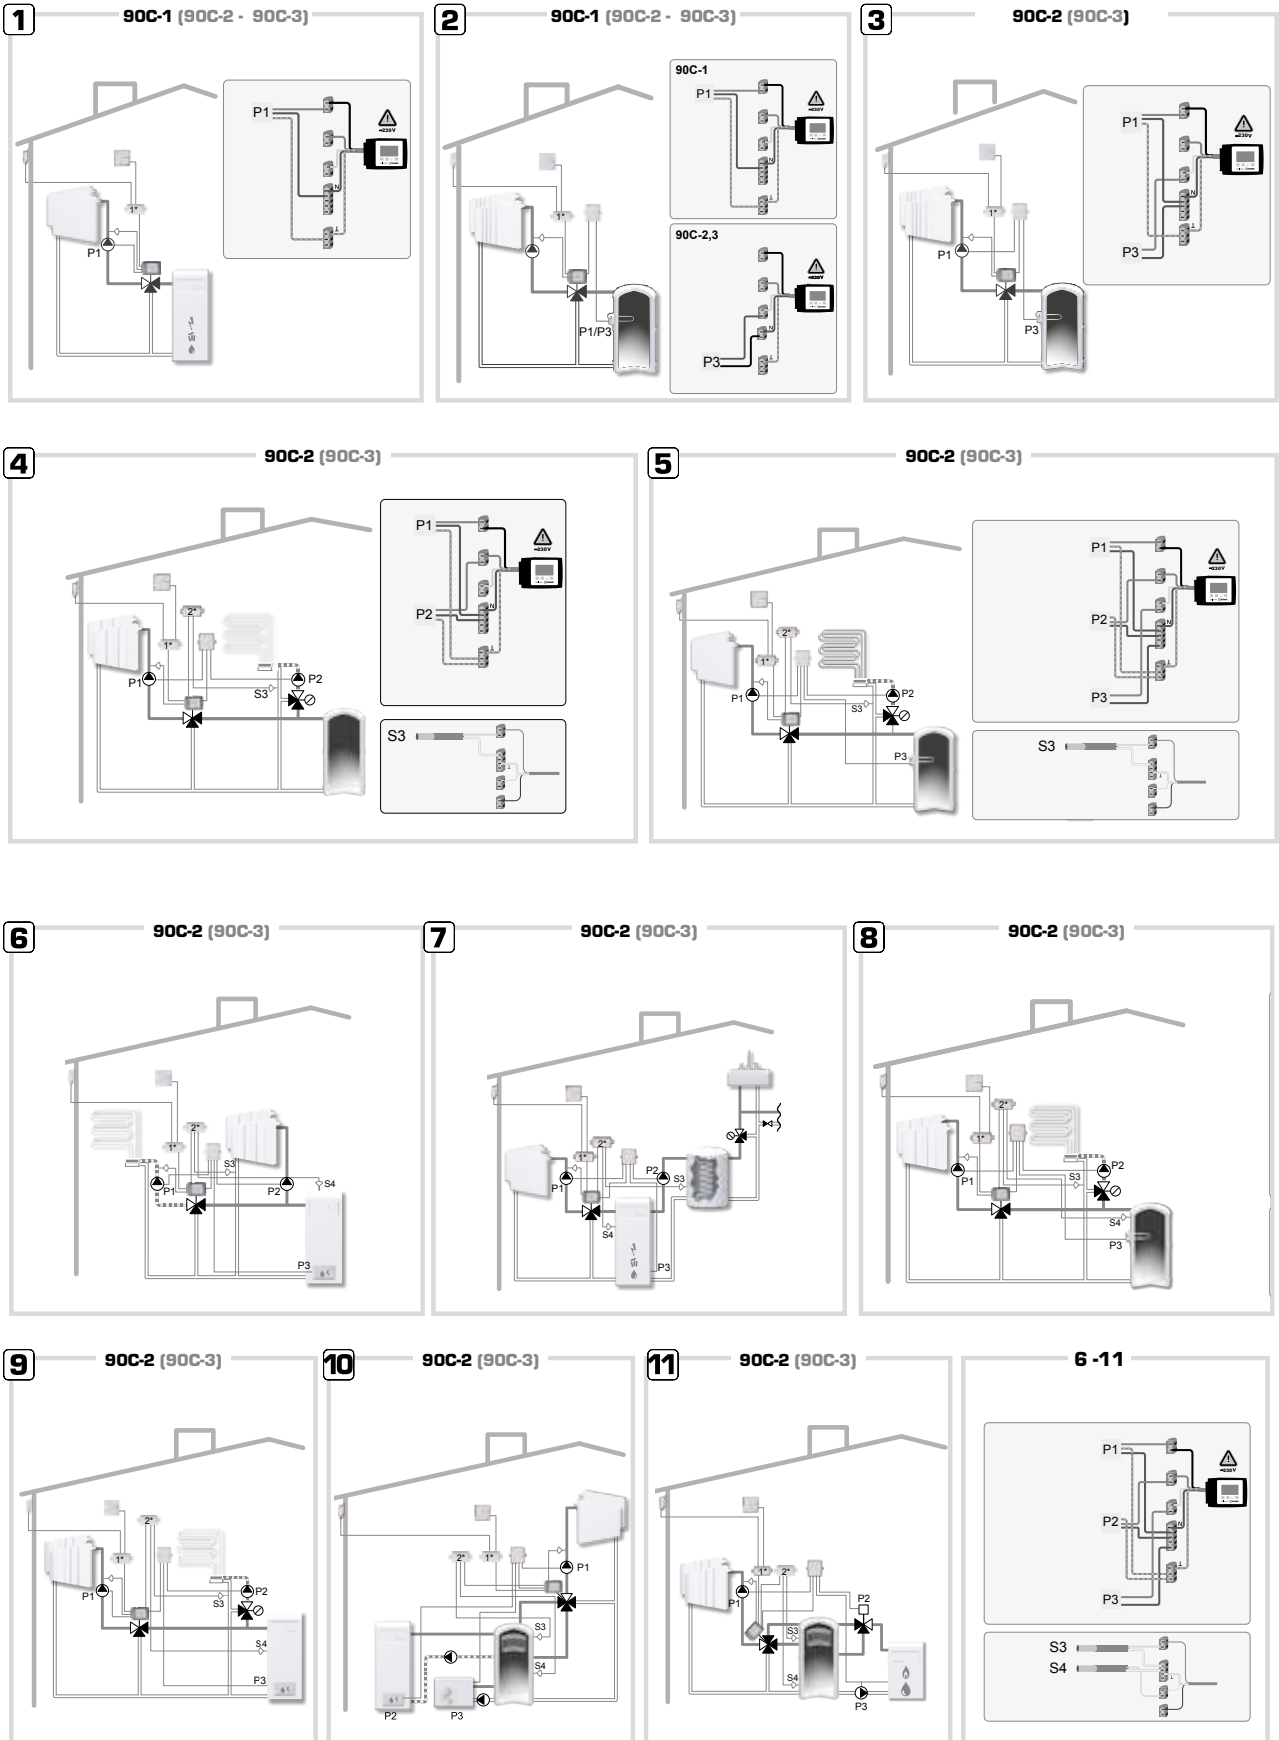 1
90C-1 (90C-2 - 90C-3)
P1
N
~230V
1*
P1
2
90C-1 (90C-2 - 90C-3)
90C-1
P1
N
~230V
1*
P1/P3
90C-2,3
P3
N
~230V
3
90C-2 (90C-3)
P1
P3
N
~230V
1*
P1
P3
4
90C-2 (90C-3)
P1
P2
N
~230V
2*
1*
P1
P2
S3
S3
5
90C-2 (90C-3)
P1
P2
P3
N
~230V
2*
1*
P1
P2
S3
P3
S3
6
90C-2 (90C-3)
2*
1*
S3
P1
P2
S4
P3
7
90C-2 (90C-3)
2*
1*
P1
P2
S3
S4
P3
8
90C-2 (90C-3)
2*
1*
P1
P2
S3
S4
P3
9
90C-2 (90C-3)
2*
1*
P1
P2
S3
S4
P3
10
90C-2 (90C-3)
2*
1*
P1
S3
S4
P2
P3
11
90C-2 (90C-3)
1*
2*
P1
P2
S3
S4
P3
6 -11
P1
P2
P3
N
~230V
S3
S4